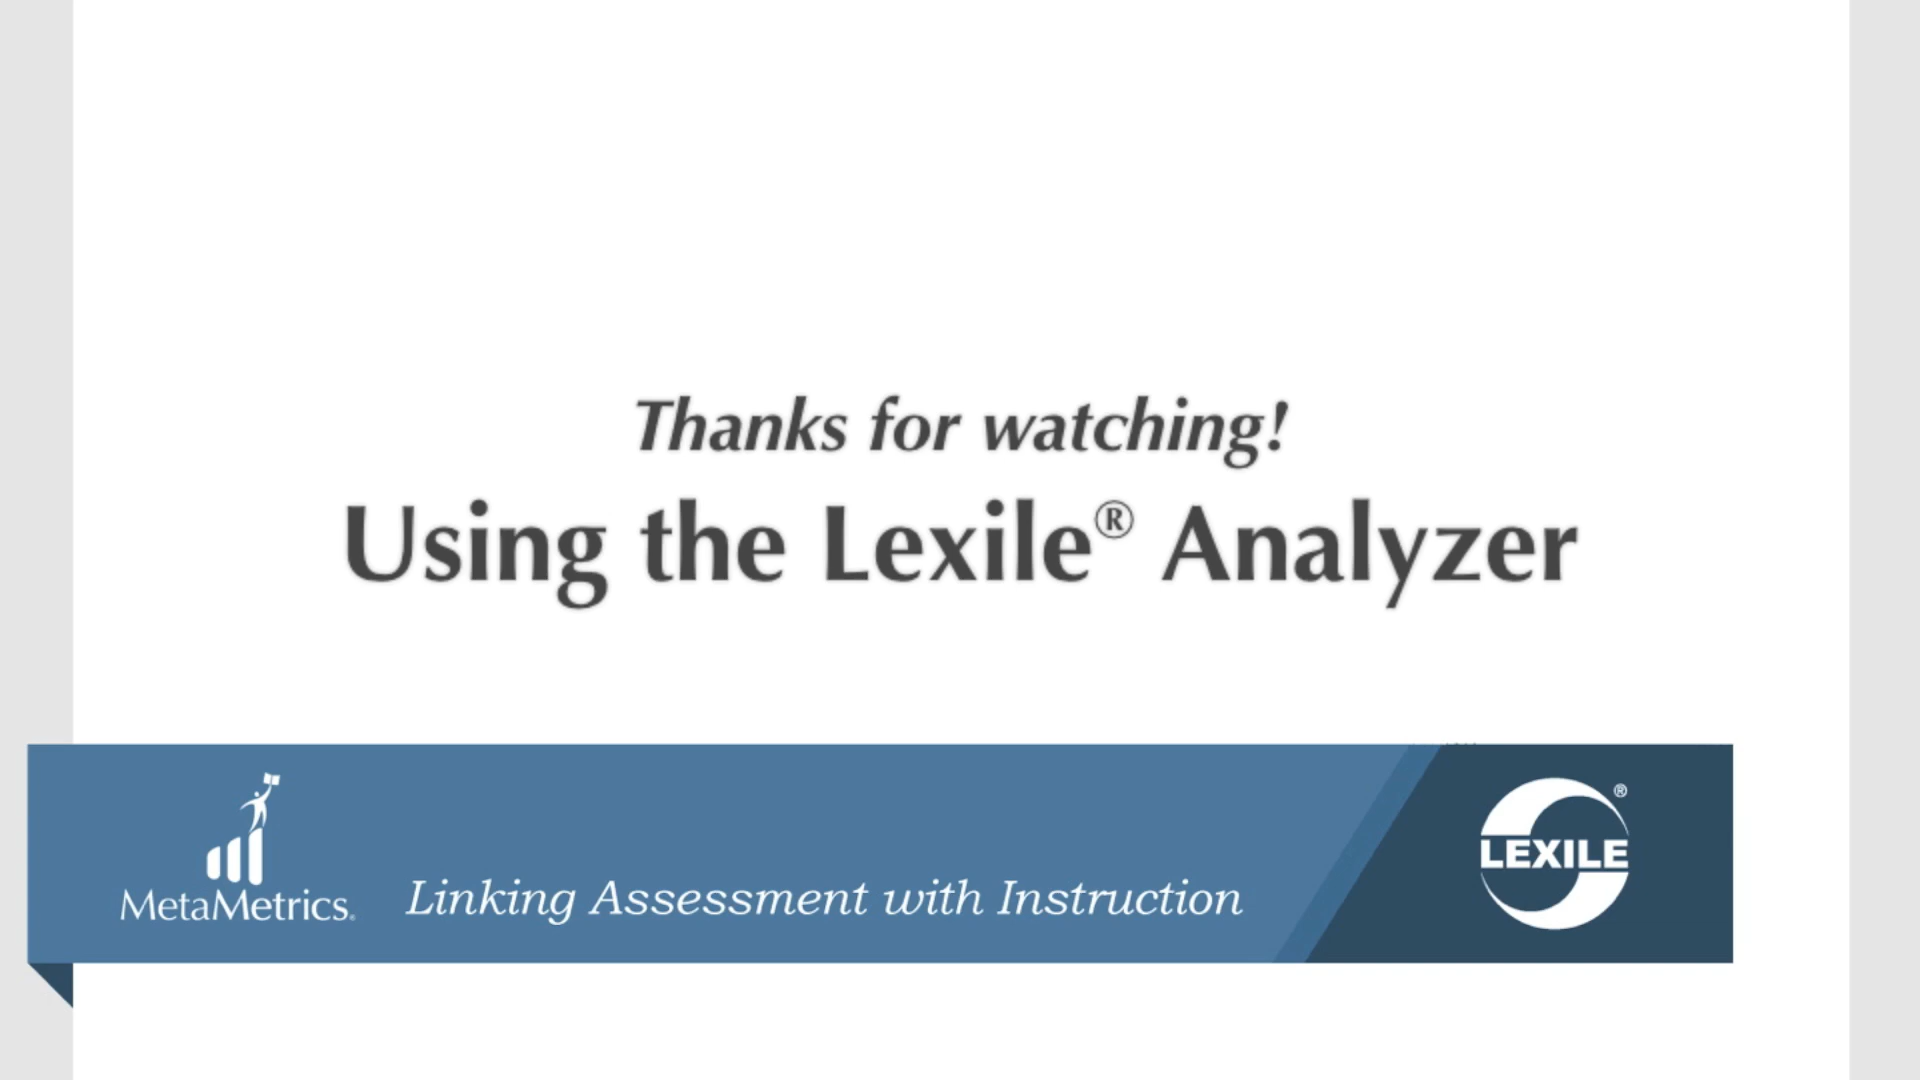 Thanks for watching!
Using the Lexile® Analyzer
MetaMetrics®
Linking Assessment with Instruction
LEXILE®